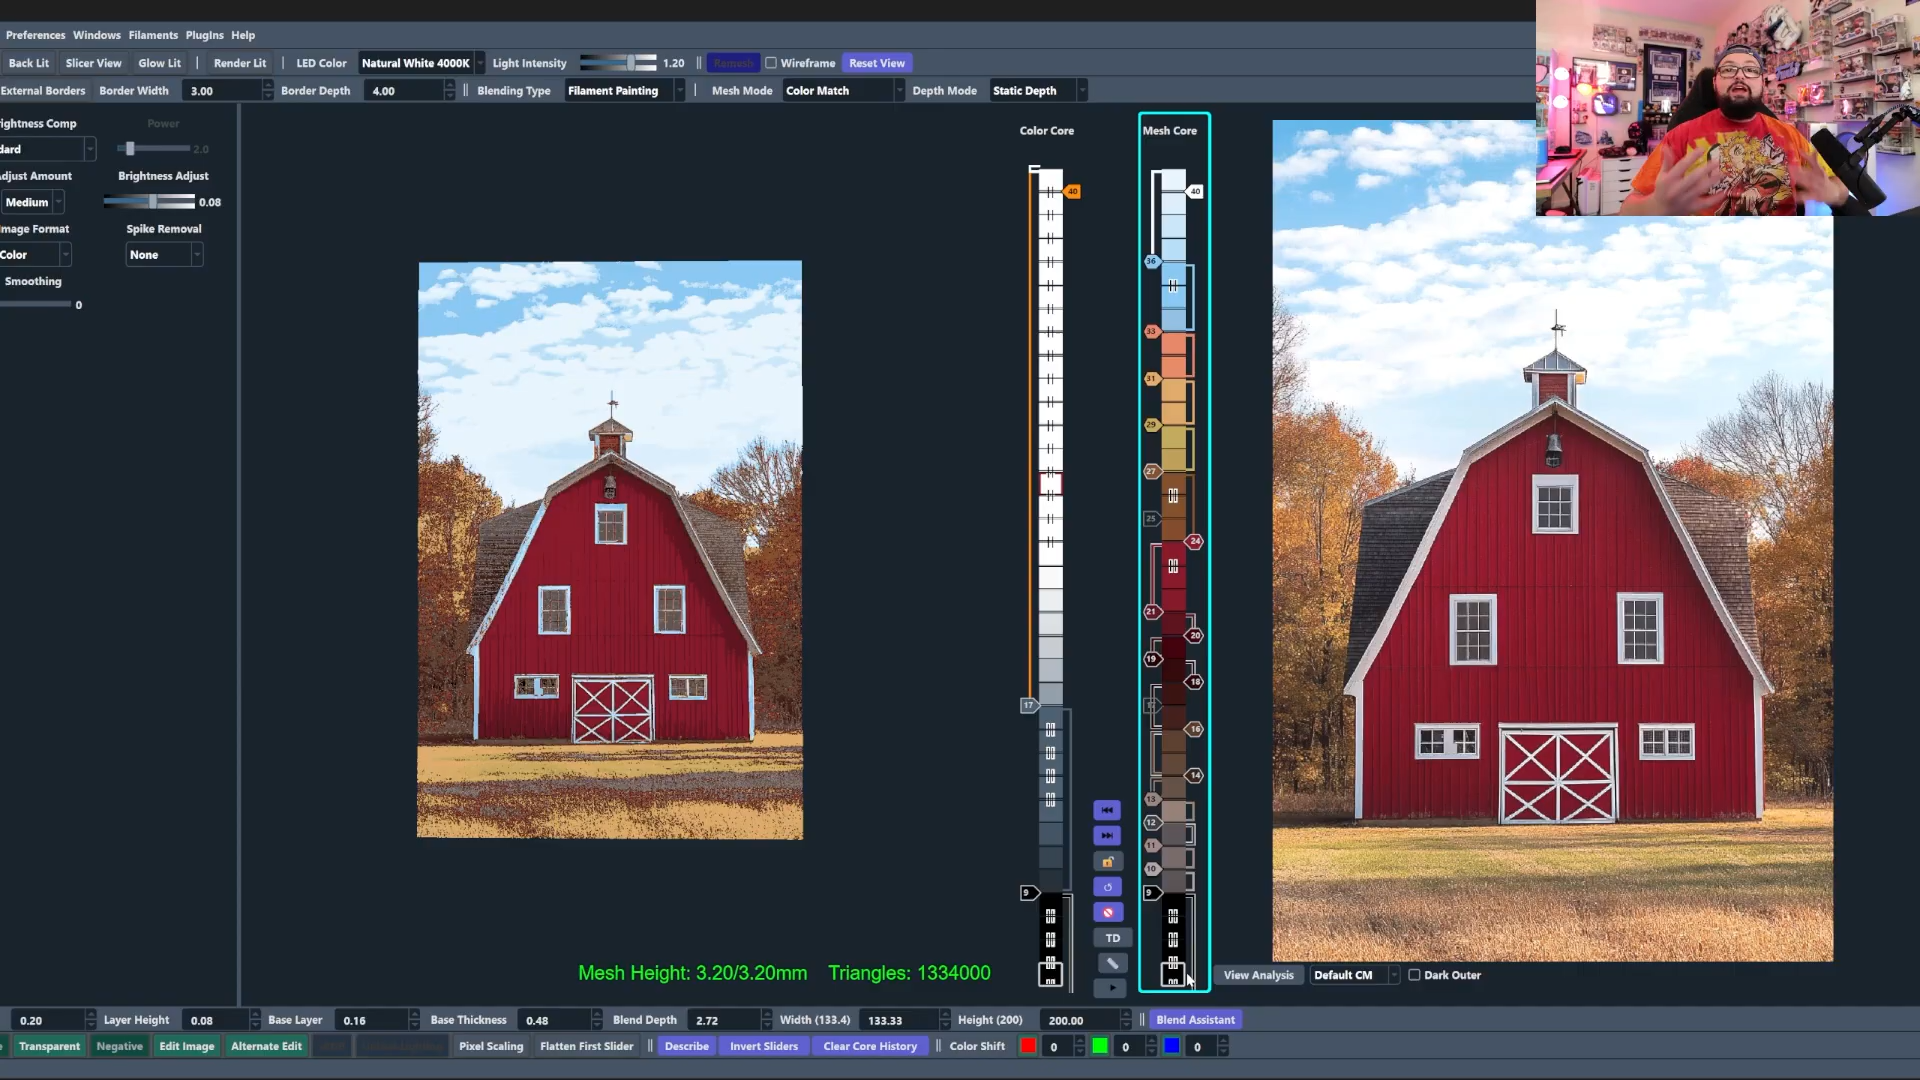 Preferences Windows Filaments PlugIns Help
Back Lit Slicer View Glow Lit | Render Lit | LED Color Natural White 4000K Light Intensity 1.20 || Remesh Wireframe Reset View
External Borders Border Width 3.00 Border Depth 4.00 || Blending Type Filament Painting | Mesh Mode Color Match Depth Mode Static Depth
ightness Comp Power
dard 2.0
Adjust Amount Brightness Adjust
Medium 0.08
mage Format Spike Removal
Color None
Smoothing
0
Color Core
40
17
9
Mesh Core
40
36
33
31
29
27
25
24
21
20
19
18
16
14
13
12
11
10
9
TD
Mesh Height: 3.20/3.20mm Triangles: 1334000
View Analysis Default CM Dark Outer
0.20 Layer Height 0.08 Base Layer 0.16 Base Thickness 0.48 Blend Depth 2.72 Width (133.4) 133.33 Height (200) 200.00 || Blend Assistant
Transparent Negative Edit Image Alternate Edit Pixel Scaling Flatten First Slider || Describe Invert Sliders Clear Core History || Color Shift 0 0 0